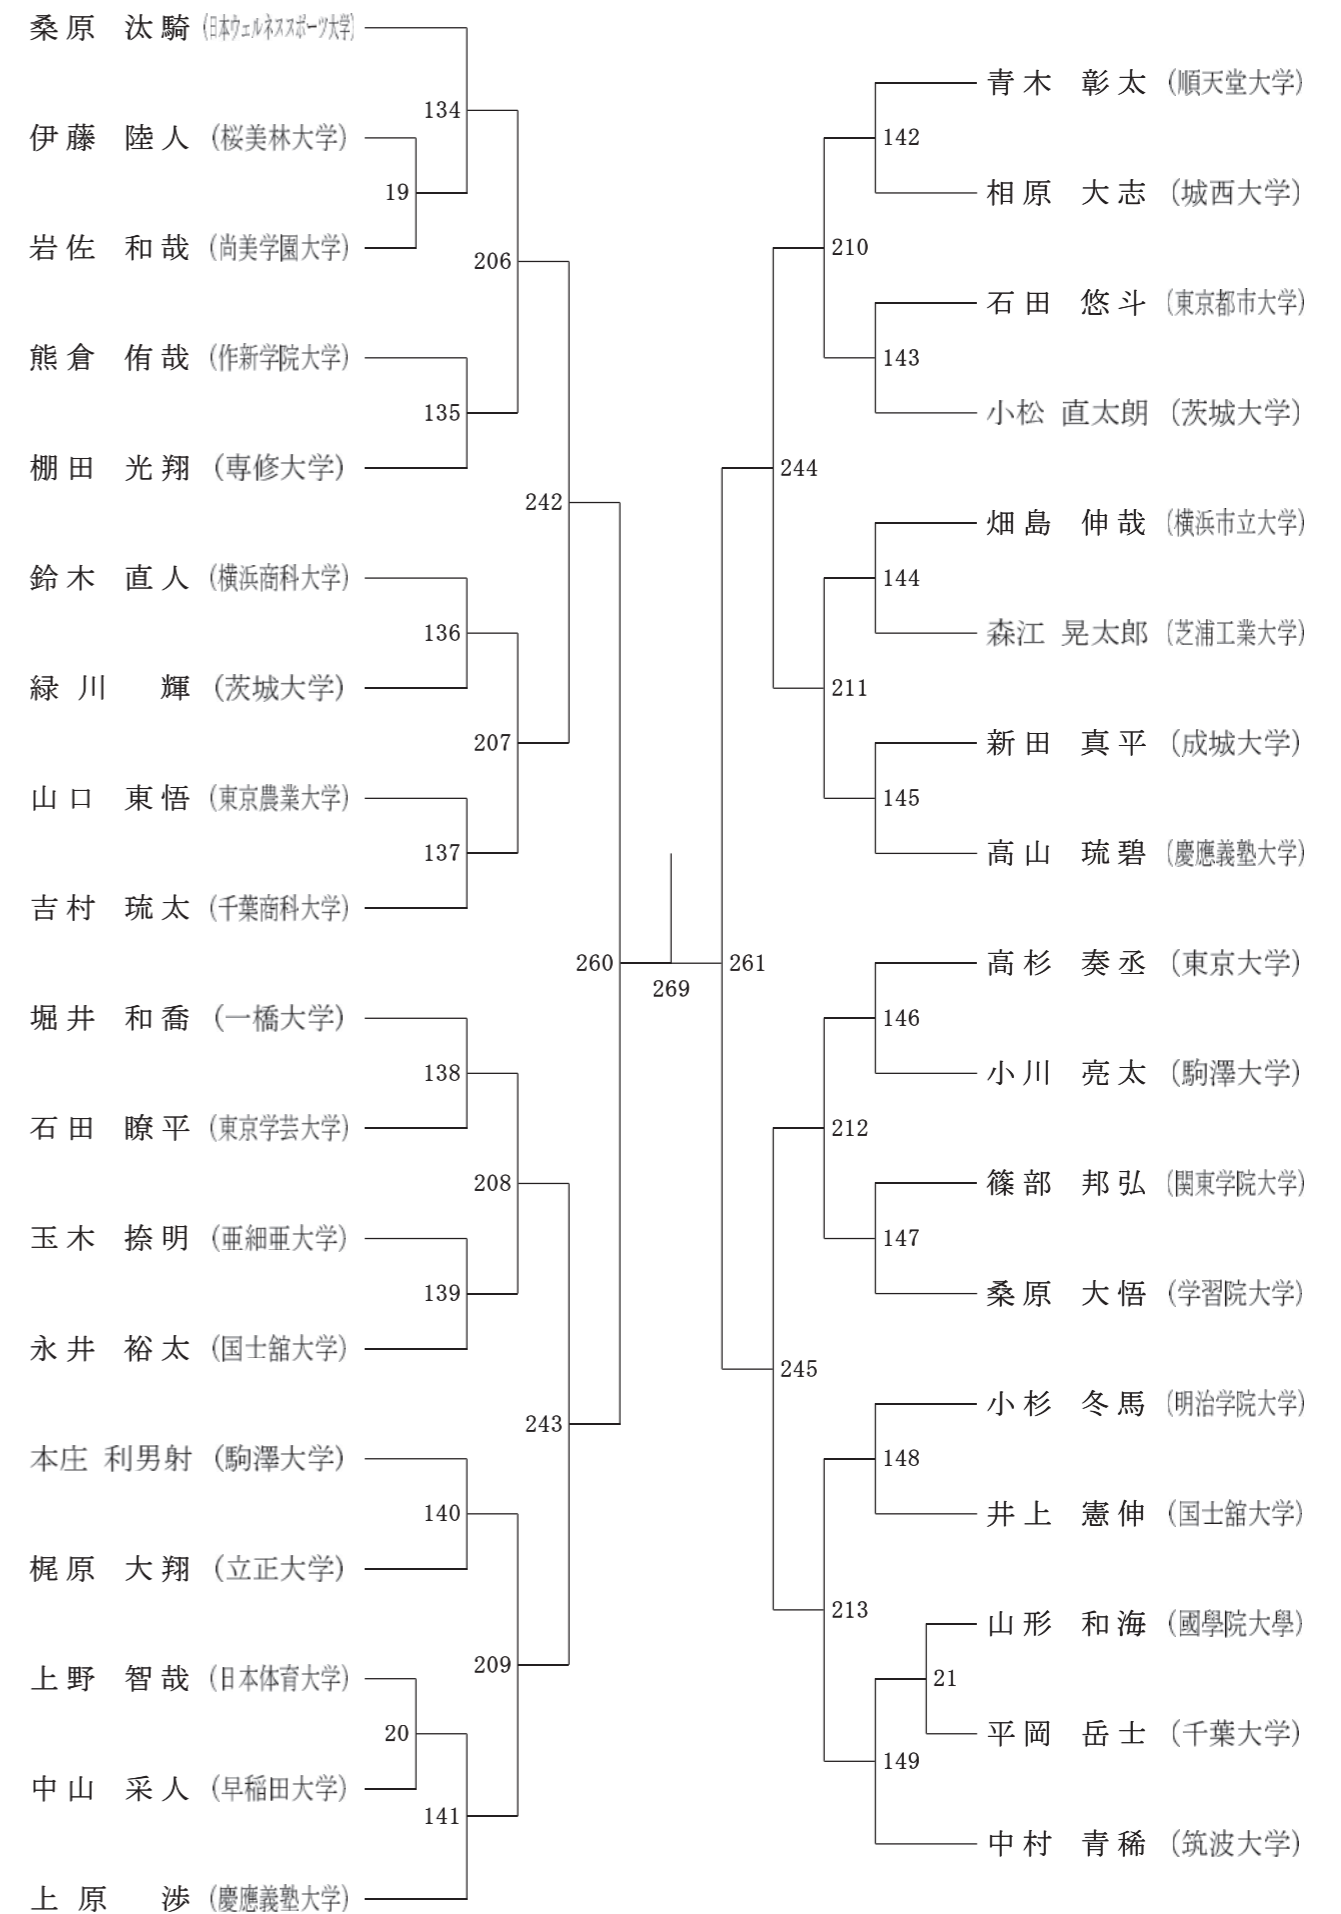 桑原 汰騎 (日本ウェルネススポーツ大学)
134
伊藤 陸人 (桜美林大学)
19
岩佐 和哉 (尚美学園大学)
206
熊倉 侑哉 (作新学院大学)
135
棚田 光翔 (専修大学)
242
鈴木 直人 (横浜商科大学)
136
緑川 輝 (茨城大学)
207
山口 東悟 (東京農業大学)
137
吉村 琉太 (千葉商科大学)
260
堀井 和喬 (一橋大学)
138
石田 瞭平 (東京学芸大学)
208
玉木 捺明 (亜細亜大学)
139
永井 裕太 (国士舘大学)
243
本庄 利男射 (駒澤大学)
140
梶原 大翔 (立正大学)
209
上野 智哉 (日本体育大学)
20
中山 采人 (早稲田大学)
141
上原 渉 (慶應義塾大学)
269
青木 彰太 (順天堂大学)
142
相原 大志 (城西大学)
210
石田 悠斗 (東京都市大学)
143
小松 直太朗 (茨城大学)
244
畑島 伸哉 (横浜市立大学)
144
森江 晃太郎 (芝浦工業大学)
211
新田 真平 (成城大学)
145
高山 琉碧 (慶應義塾大学)
261
高杉 奏丞 (東京大学)
146
小川 亮太 (駒澤大学)
212
篠部 邦弘 (関東学院大学)
147
桑原 大悟 (学習院大学)
245
小杉 冬馬 (明治学院大学)
148
井上 憲伸 (国士舘大学)
213
山形 和海 (國學院大學)
21
平岡 岳士 (千葉大学)
149
中村 青稀 (筑波大学)